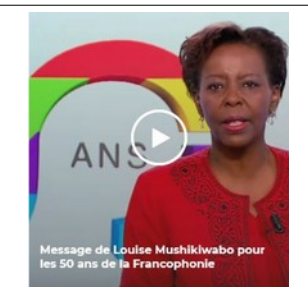 ANS
Message de Louise Mushikiwabo pour
les 50 ans de la Francophonie